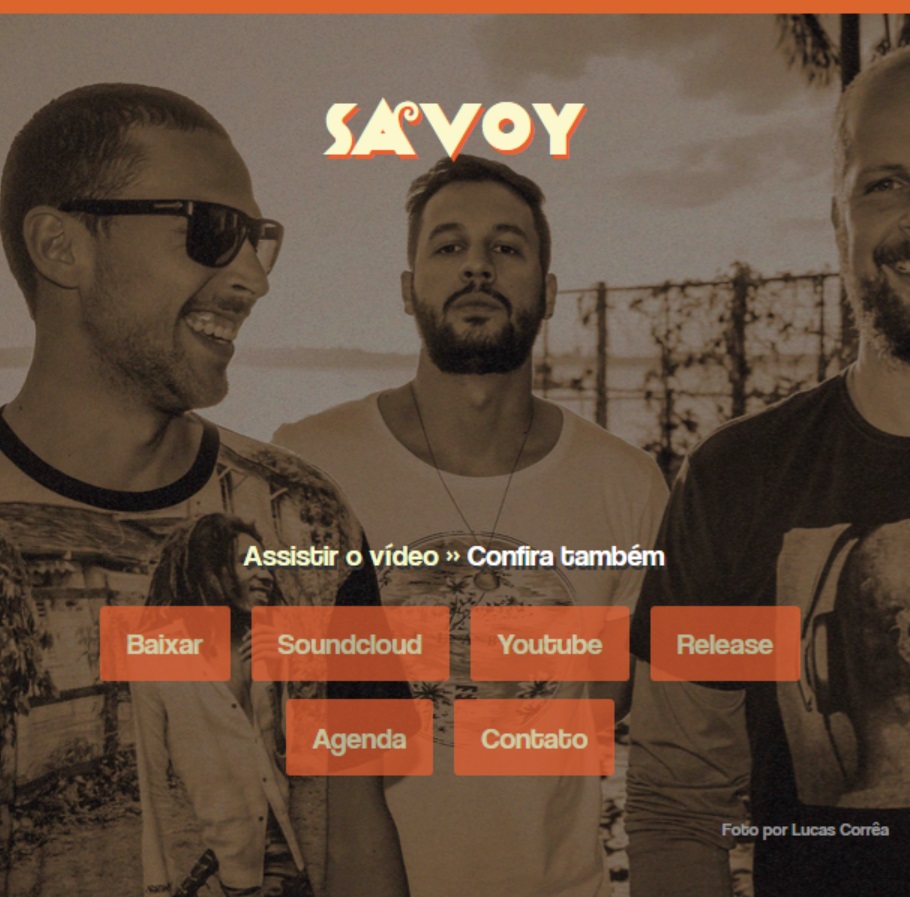 SAVOY
Assistir o vídeo » Confira também
Baixar Soundcloud Youtube Release
Agenda Contato
Foto por Lucas Corrêa